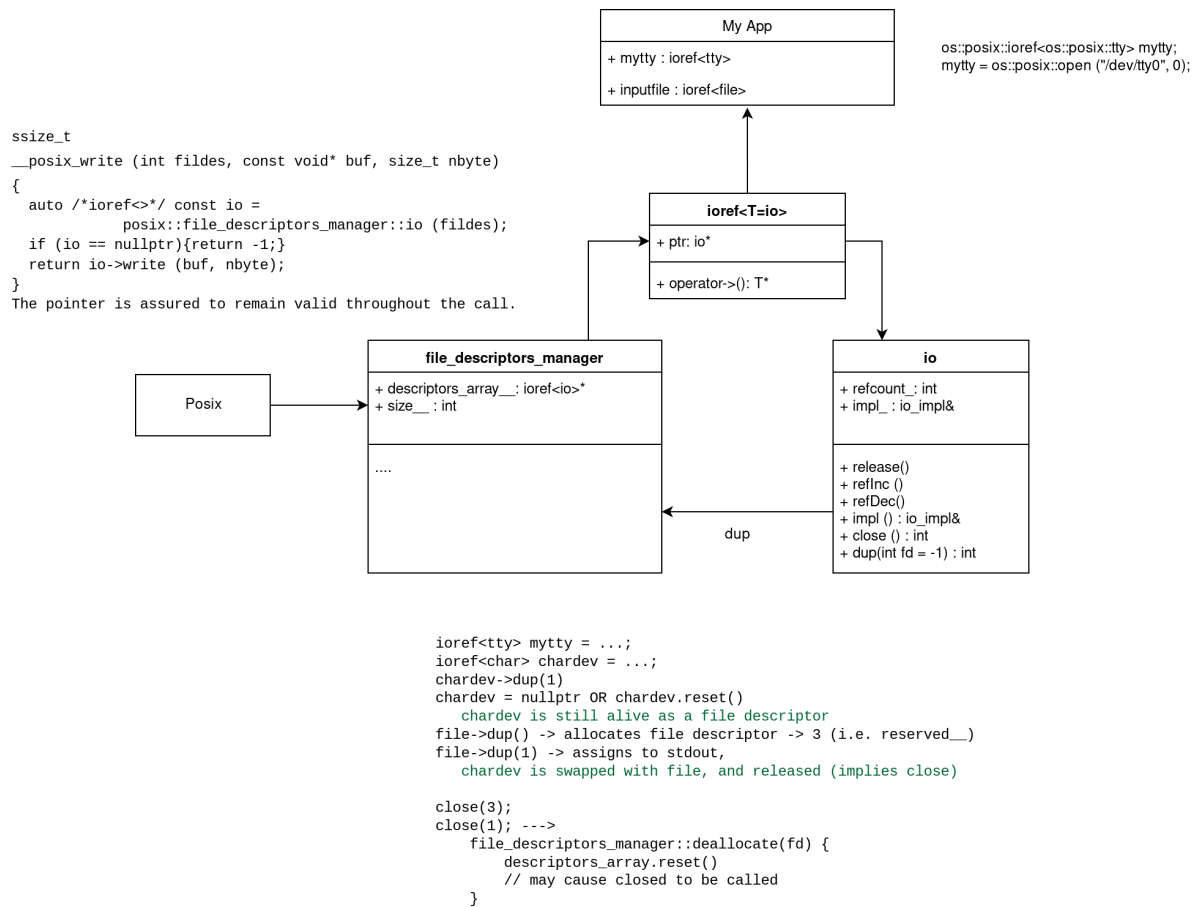 My App
+ mytty : ioref<tty>
+ inputfile : ioref<file>
os::posix::ioref<os::posix::tty> mytty;
mytty = os::posix::open ("/dev/tty0", 0);
ssize_t
__posix_write (int fildes, const void* buf, size_t nbyte)
{
  auto /*ioref<>*/ const io =
             posix::file_descriptors_manager::io (fildes);
  if (io == nullptr){return -1;}
  return io->write (buf, nbyte);
}
The pointer is assured to remain valid throughout the call.
ioref<T=io>
+ ptr: io*
+ operator->(): T*
Posix
file_descriptors_manager
+ descriptors_array__: ioref<io>*
+ size__ : int
....
io
+ refcount_: int
+ impl_ : io_impl&
+ release()
+ refInc ()
+ refDec()
+ impl () : io_impl&
+ close () : int
+ dup(int fd = -1) : int
dup
ioref<tty> mytty = ...;
ioref<char> chardev = ...;
chardev->dup(1)
chardev = nullptr OR chardev.reset()
   chardev is still alive as a file descriptor
file->dup() -> allocates file descriptor -> 3 (i.e. reserved__)
file->dup(1) -> assigns to stdout,
   chardev is swapped with file, and released (implies close)
close(3);
close(1); --->
    file_descriptors_manager::deallocate(fd) {
        descriptors_array.reset()
        // may cause closed to be called
    }